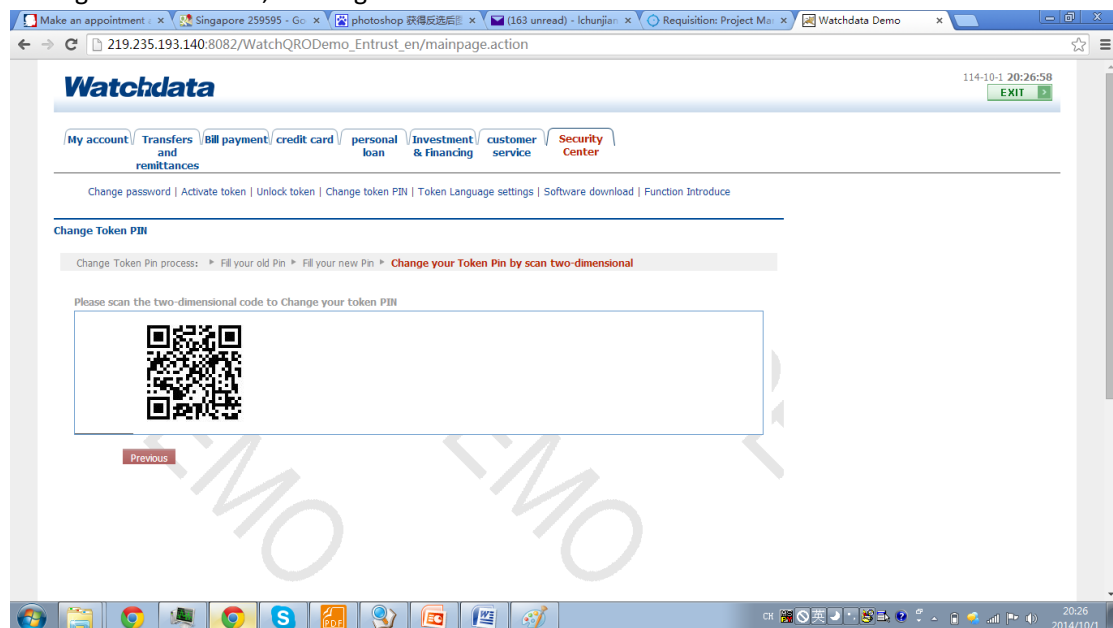 Make an appointment
Singapore 259595 - Go
photoshop 获得反选后
(163 unread) - lchunjian
Requisition: Project Ma
Watchdata Demo
219.235.193.140:8082/WatchQRODemo_Entrust_en/mainpage.action
Watchdata
114-10-1 20:26:58
EXIT
My account Transfers and remittances Bill payment credit card personal loan Investment & Financing customer service Security Center
Change password | Activate token | Unlock token | Change token PIN | Token Language settings | Software download | Function Introduce
Change Token PIN
Change Token Pin process: Fill your old Pin Fill your new Pin Change your Token Pin by scan two-dimensional
Please scan the two-dimensional code to Change your token PIN
Previous
EMO
EMO
CH 英
20:26
2014/10/1